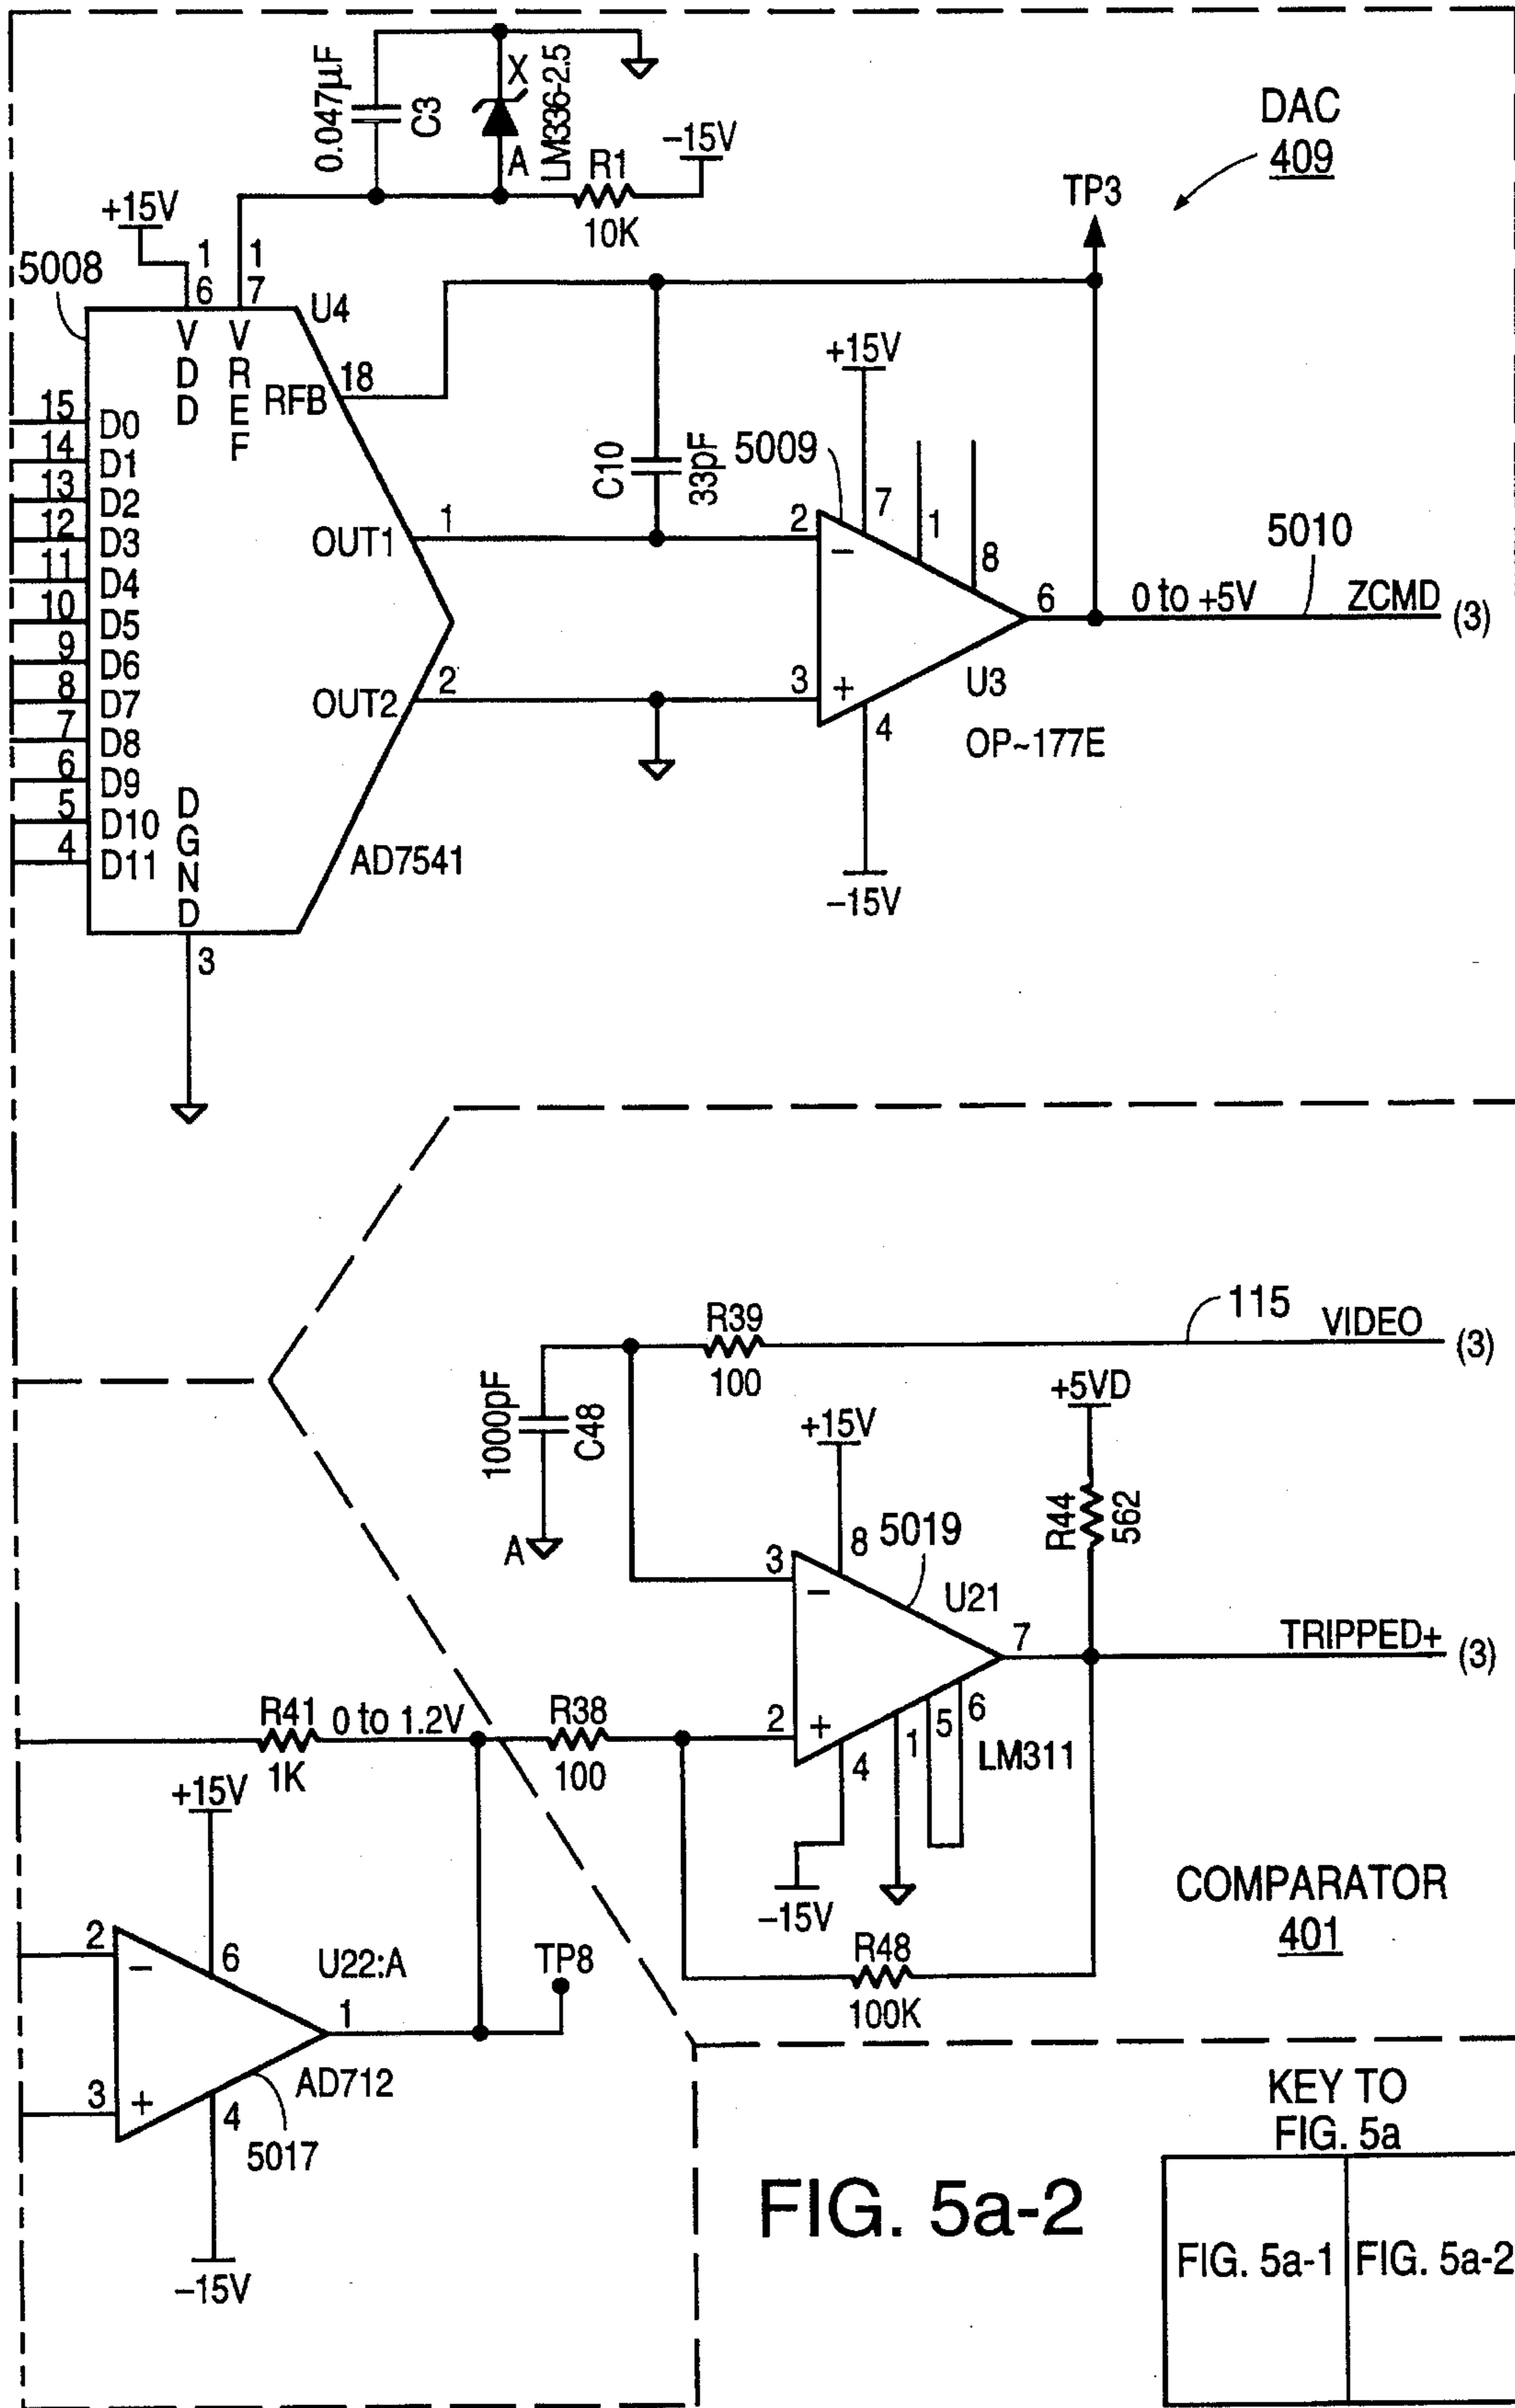 0.047µF
C3
X
A
LM336-2.5
R1
10K
-15V
DAC
409
TP3
+15V
5008
1
6
1
7
U4
VDD
VREF
RFB
18
15 D0
14 D1
13 D2
12 D3
11 D4
10 D5
9 D6
8 D7
7 D8
6 D9
5 D10
4 D11
DGND
3
OUT1
1
OUT2
2
AD7541
C10
33pF
5009
+15V
7
1
8
2
−
3
+
4
6
U3
OP~177E
-15V
0 to +5V
5010
ZCMD (3)
R39
100
115
VIDEO (3)
1000pF
C48
A
+15V
8
5019
+5VD
R44
562
3
−
U21
7
TRIPPED+ (3)
R41
1K
0 to 1.2V
R38
100
2
+
4
1
5
6
LM311
-15V
R48
100K
COMPARATOR
401
+15V
6
2
−
U22:A
1
TP8
3
+
4
AD712
5017
-15V
KEY TO
FIG. 5a
FIG. 5a-1
FIG. 5a-2
FIG. 5a-2